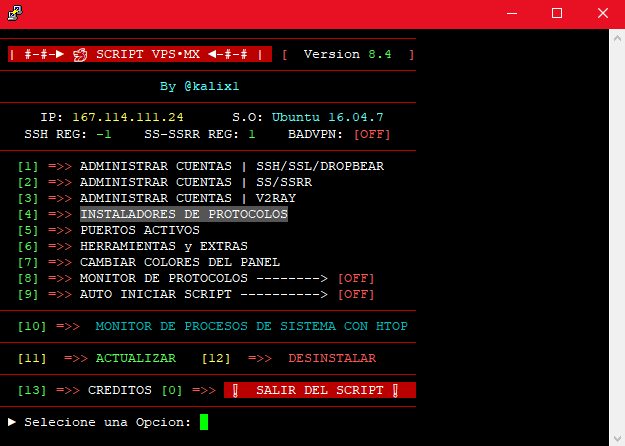 | #-#-► SCRIPT VPS•MX ◄-#-# | [ Version 8.4 ]
By @kalix1
IP: 167.114.111.24 S.O: Ubuntu 16.04.7
SSH REG: -1 SS-SSRR REG: 1 BADVPN: [OFF]
[1] =>> ADMINISTRAR CUENTAS | SSH/SSL/DROPBEAR
[2] =>> ADMINISTRAR CUENTAS | SS/SSRR
[3] =>> ADMINISTRAR CUENTAS | V2RAY
[4] =>> INSTALADORES DE PROTOCOLOS
[5] =>> PUERTOS ACTIVOS
[6] =>> HERRAMIENTAS y EXTRAS
[7] =>> CAMBIAR COLORES DEL PANEL
[8] =>> MONITOR DE PROTOCOLOS --------> [OFF]
[9] =>> AUTO INICIAR SCRIPT ----------> [OFF]
[10] =>> MONITOR DE PROCESOS DE SISTEMA CON HTOP
[11] =>> ACTUALIZAR [12] =>> DESINSTALAR
[13] =>> CREDITOS [0] =>> ! SALIR DEL SCRIPT !
► Selecione una Opcion: